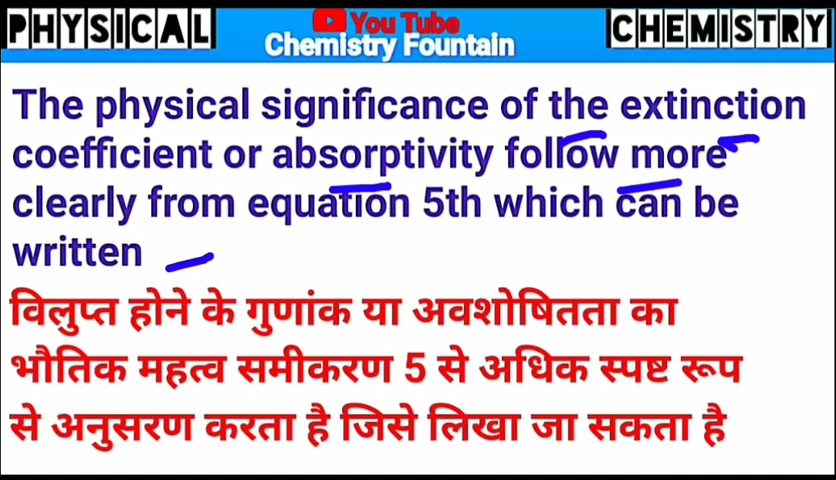 PHYSICAL
You Tube
Chemistry Fountain
CHEMISTRY
The physical significance of the extinction
coefficient or absorptivity follow more
clearly from equation 5th which can be
written
विलुप्त होने के गुणांक या अवशोषितता का
भौतिक महत्व समीकरण 5 से अधिक स्पष्ट रूप
से अनुसरण करता है जिसे लिखा जा सकता है